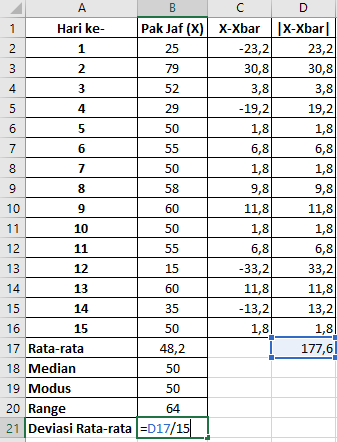 A B C D
1 Hari ke- Pak Jaf (X) X-Xbar |X-Xbar|
2 1 25 -23,2 23,2
3 2 79 30,8 30,8
4 3 52 3,8 3,8
5 4 29 -19,2 19,2
6 5 50 1,8 1,8
7 6 55 6,8 6,8
8 7 50 1,8 1,8
9 8 58 9,8 9,8
10 9 60 11,8 11,8
11 10 50 1,8 1,8
12 11 55 6,8 6,8
13 12 15 -33,2 33,2
14 13 60 11,8 11,8
15 14 35 -13,2 13,2
16 15 50 1,8 1,8
17 Rata-rata 48,2 177,6
18 Median 50
19 Modus 50
20 Range 64
21 Deviasi Rata-rata =D17/15